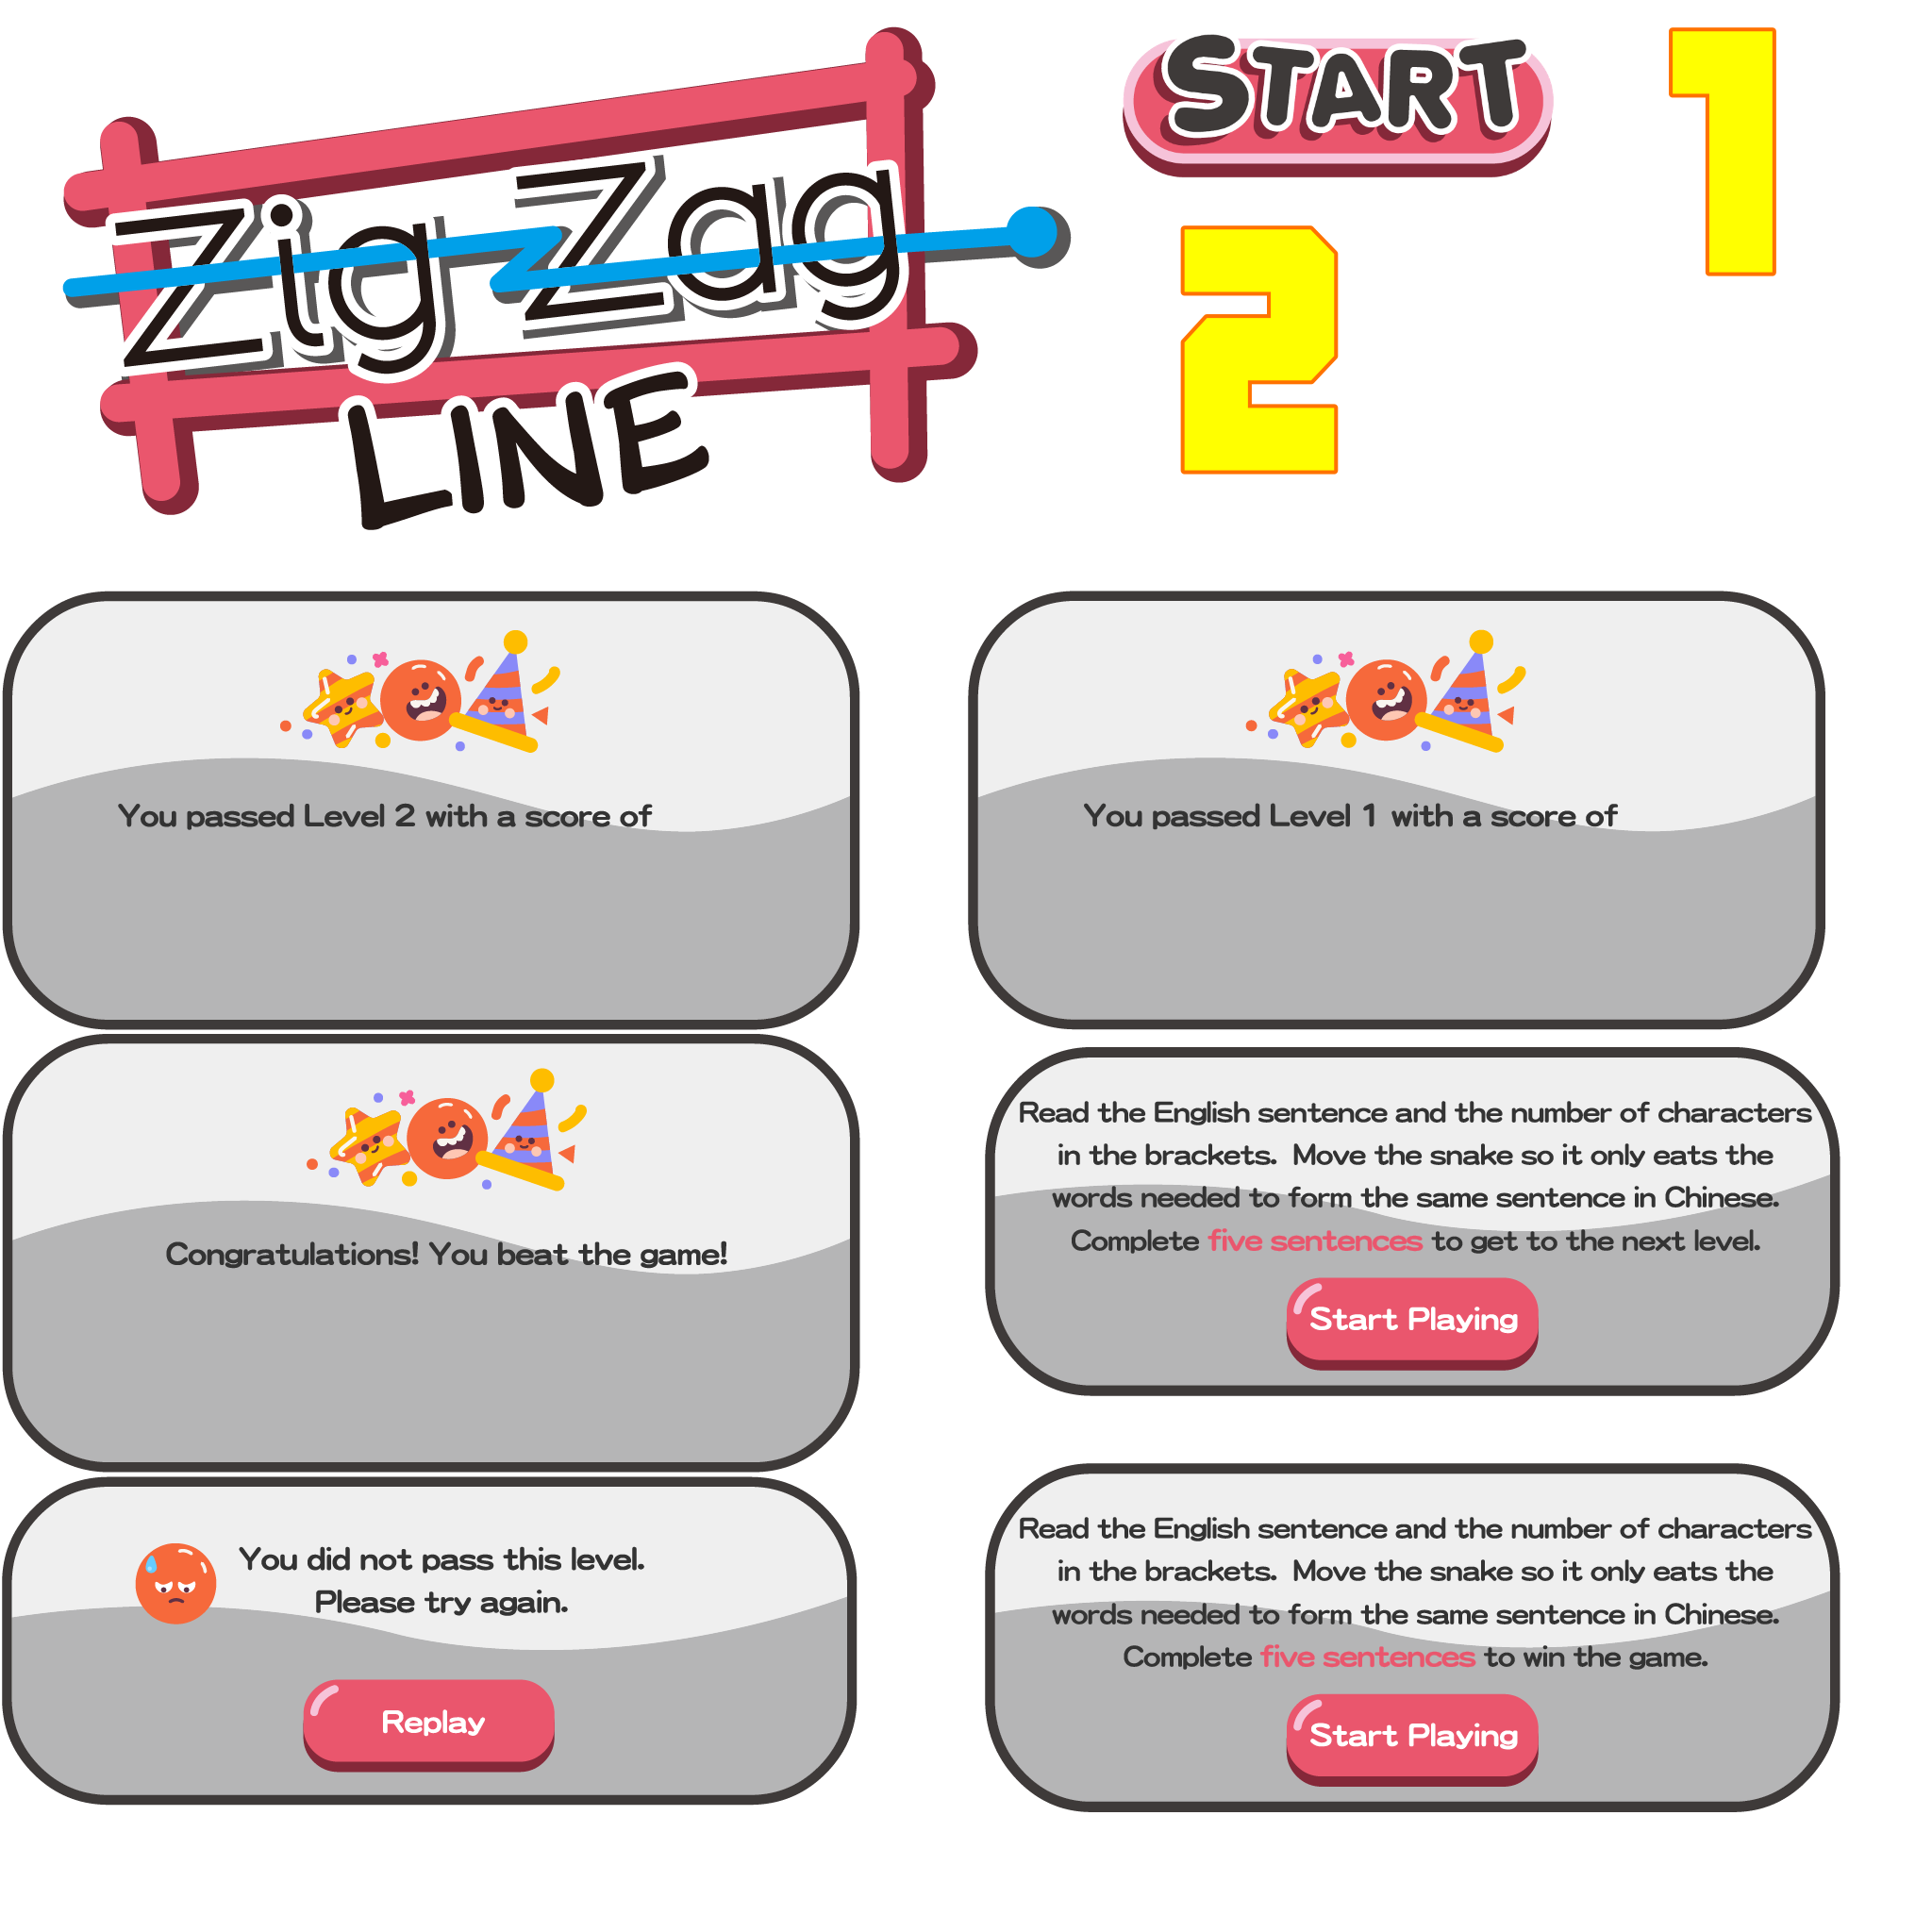 Zig Zag
LINE
START
1
2
You passed Level 2 with a score of
You passed Level 1 with a score of
Congratulations! You beat the game!
Read the English sentence and the number of characters
in the brackets. Move the snake so it only eats the
words needed to form the same sentence in Chinese.
Complete five sentences to get to the next level.
Start Playing
You did not pass this level.
Please try again.
Replay
Read the English sentence and the number of characters
in the brackets. Move the snake so it only eats the
words needed to form the same sentence in Chinese.
Complete five sentences to win the game.
Start Playing